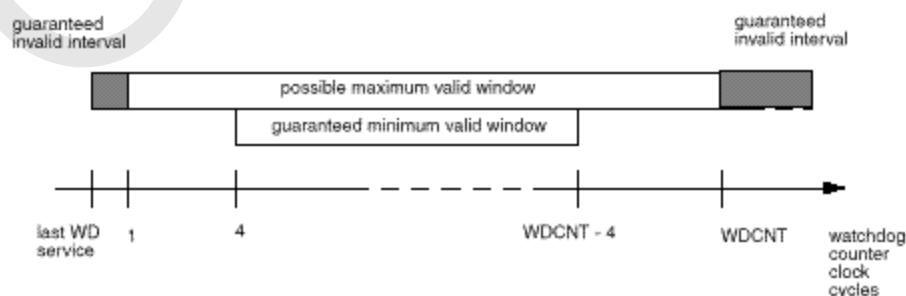 guaranteed
invalid interval
guaranteed
invalid interval
possible maximum valid window
guaranteed minimum valid window
last WD
service
1
4
WDCNT - 4
WDCNT
watchdog
counter
clock
cycles